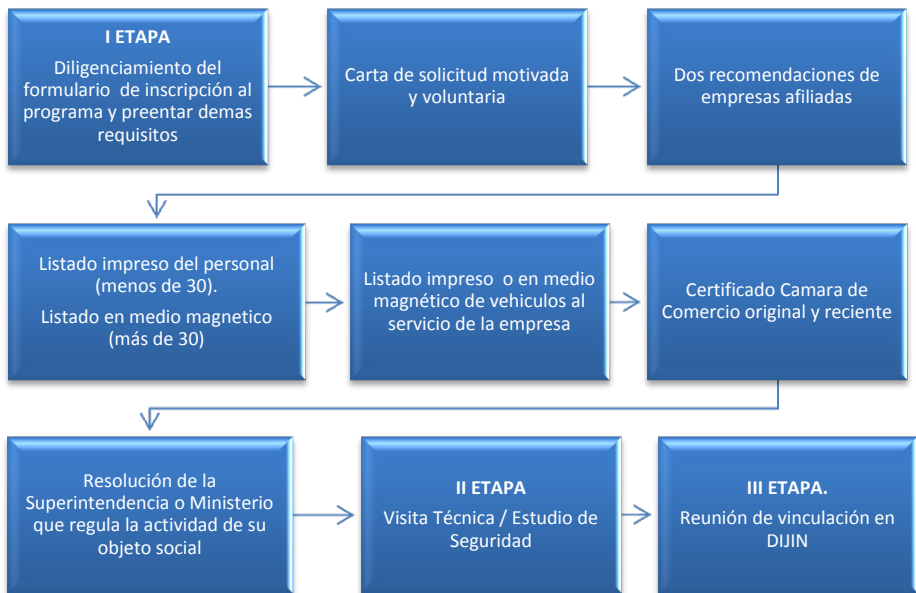 I ETAPA
Diligenciamiento del
formulario de inscripción al
programa y preentar demas
requisitos
Carta de solicitud motivada
y voluntaria
Dos recomendaciones de
empresas afiliadas
Listado impreso del personal
(menos de 30).
Listado en medio magnetico
(más de 30)
Listado impreso o en medio
magnético de vehiculos al
servicio de la empresa
Certificado Camara de
Comercio original y reciente
Resolución de la
Superintendencia o Ministerio
que regula la actividad de su
objeto social
II ETAPA
Visita Técnica / Estudio de
Seguridad
III ETAPA.
Reunión de vinculación en
DIJIN